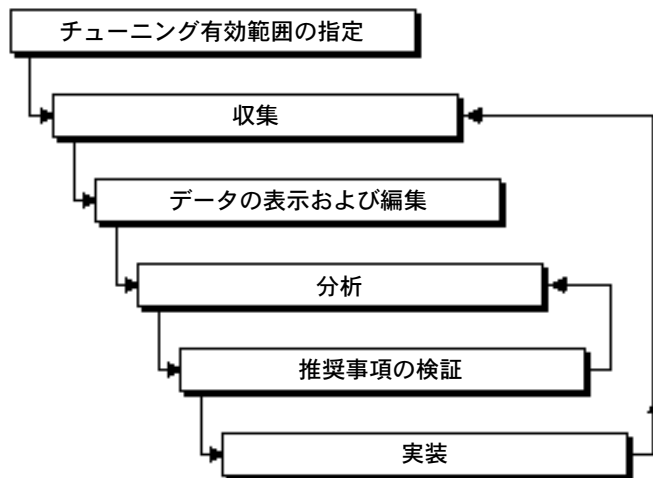 チューニング有効範囲の指定
収集
データの表示および編集
分析
推奨事項の検証
実装